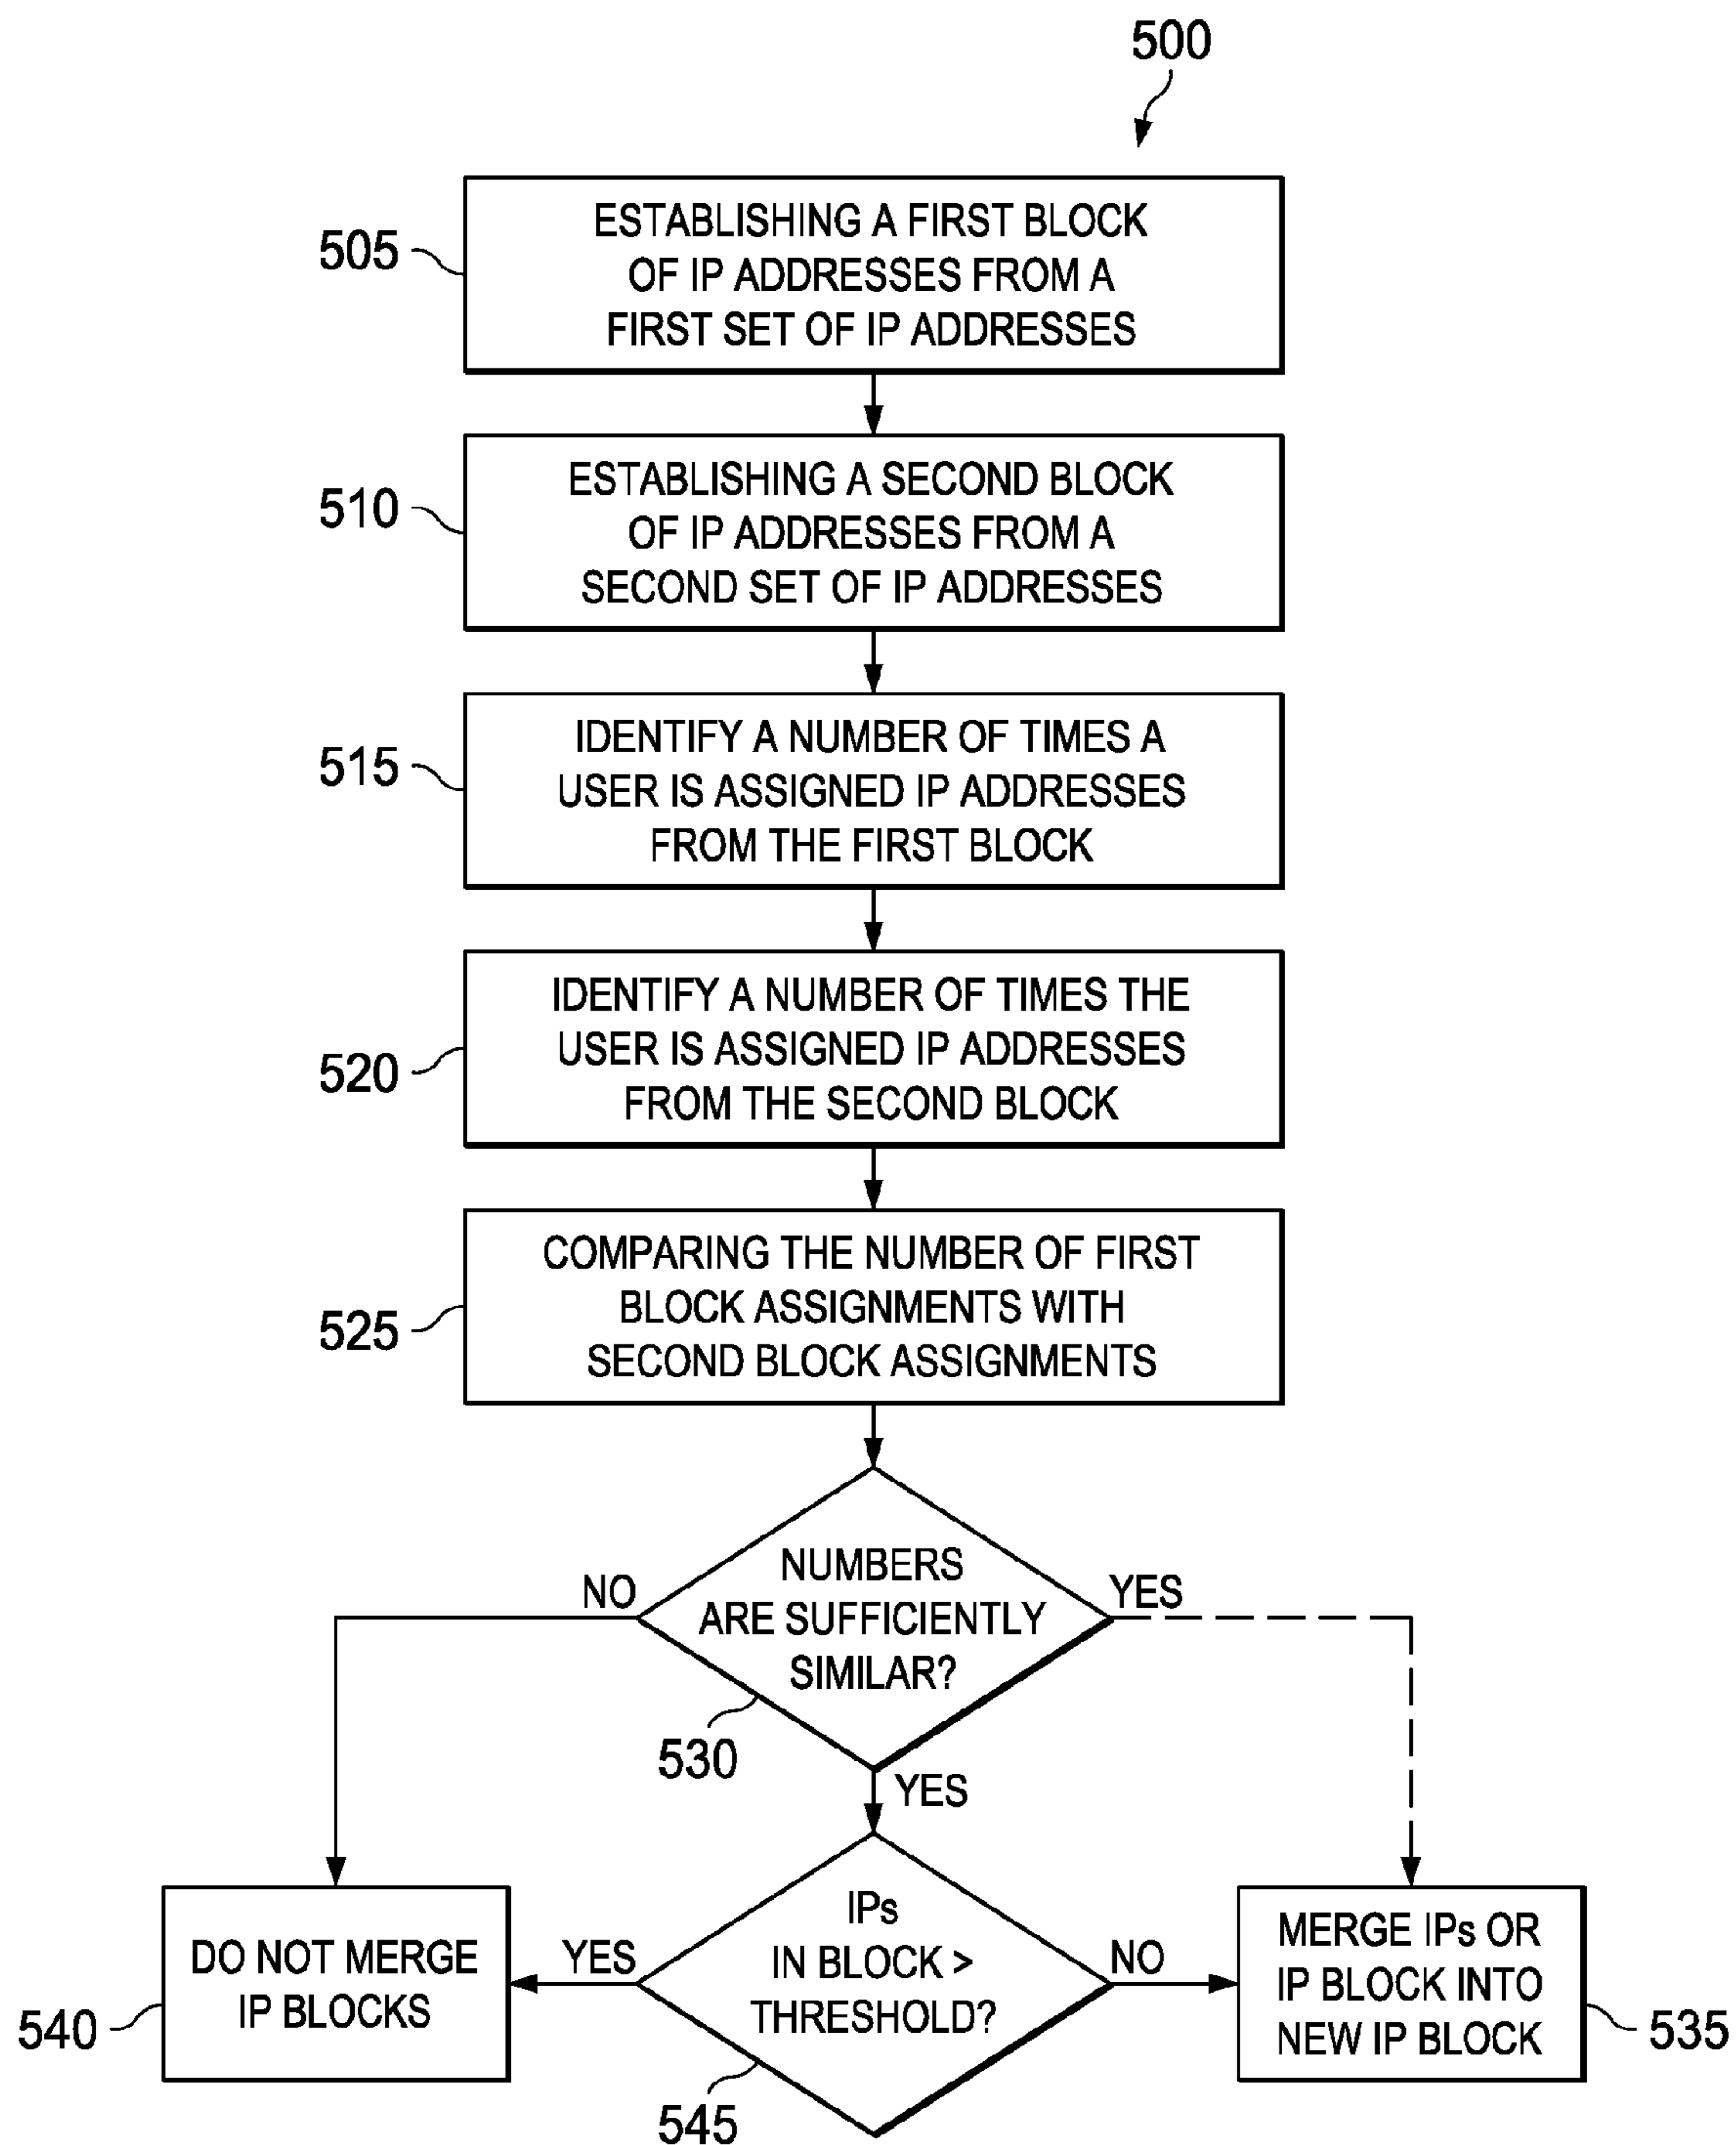 500
505
ESTABLISHING A FIRST BLOCK
OF IP ADDRESSES FROM A
FIRST SET OF IP ADDRESSES
510
ESTABLISHING A SECOND BLOCK
OF IP ADDRESSES FROM A
SECOND SET OF IP ADDRESSES
515
IDENTIFY A NUMBER OF TIMES A
USER IS ASSIGNED IP ADDRESSES
FROM THE FIRST BLOCK
520
IDENTIFY A NUMBER OF TIMES THE
USER IS ASSIGNED IP ADDRESSES
FROM THE SECOND BLOCK
525
COMPARING THE NUMBER OF FIRST
BLOCK ASSIGNMENTS WITH
SECOND BLOCK ASSIGNMENTS
NUMBERS
ARE SUFFICIENTLY
SIMILAR?
NO
YES
530
YES
DO NOT MERGE
IP BLOCKS
540
YES
IPs
IN BLOCK >
THRESHOLD?
545
NO
MERGE IPs OR
IP BLOCK INTO
NEW IP BLOCK
535